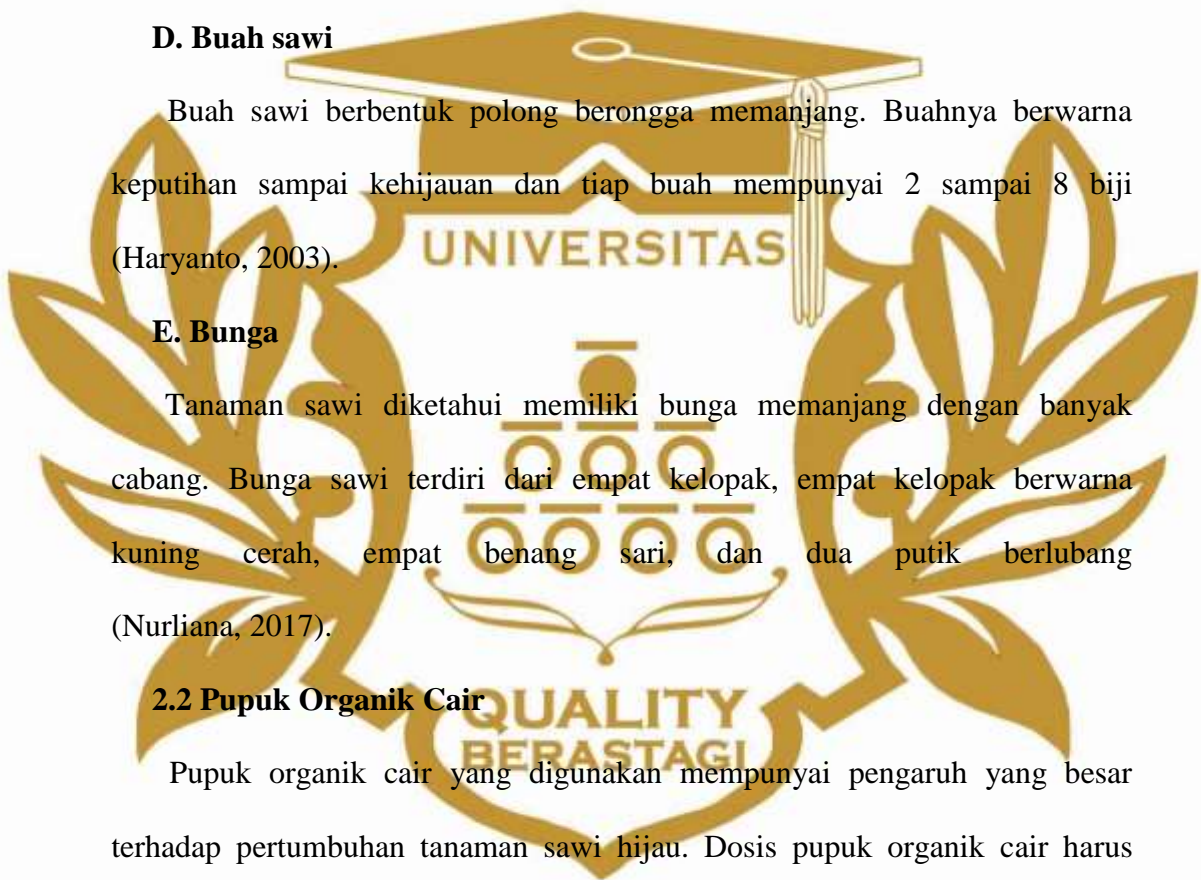 D. Buah sawi
Buah sawi berbentuk polong berongga memanjang. Buahnya berwarna
keputihan sampai kehijauan dan tiap buah mempunyai 2 sampai 8 biji
(Haryanto, 2003).
UNIVERSITAS
E. Bunga
Tanaman sawi diketahui memiliki bunga memanjang dengan banyak
cabang. Bunga sawi terdiri dari empat kelopak, empat kelopak berwarna
kuning cerah, empat benang sari, dan dua putik berlubang
(Nurliana, 2017).
2.2 Pupuk Organik Cair
QUALITY
BERASTAGI
Pupuk organik cair yang digunakan mempunyai pengaruh yang besar
terhadap pertumbuhan tanaman sawi hijau. Dosis pupuk organik cair harus